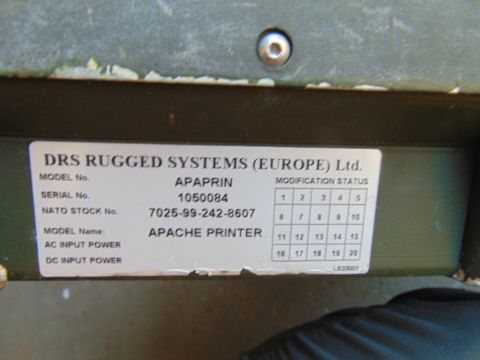 DRS RUGGED SYSTEMS (EUROPE) Ltd.
MODEL No. APAPRIN MODIFICATION STATUS
SERIAL No. 1050084 1 2 3 4 5
NATO STOCK No. 7025-99-242-8607 6 7 8 9 10
MODEL Name: APACHE PRINTER 11 12 13 14 15
AC INPUT POWER
DC INPUT POWER 16 17 18 19 20